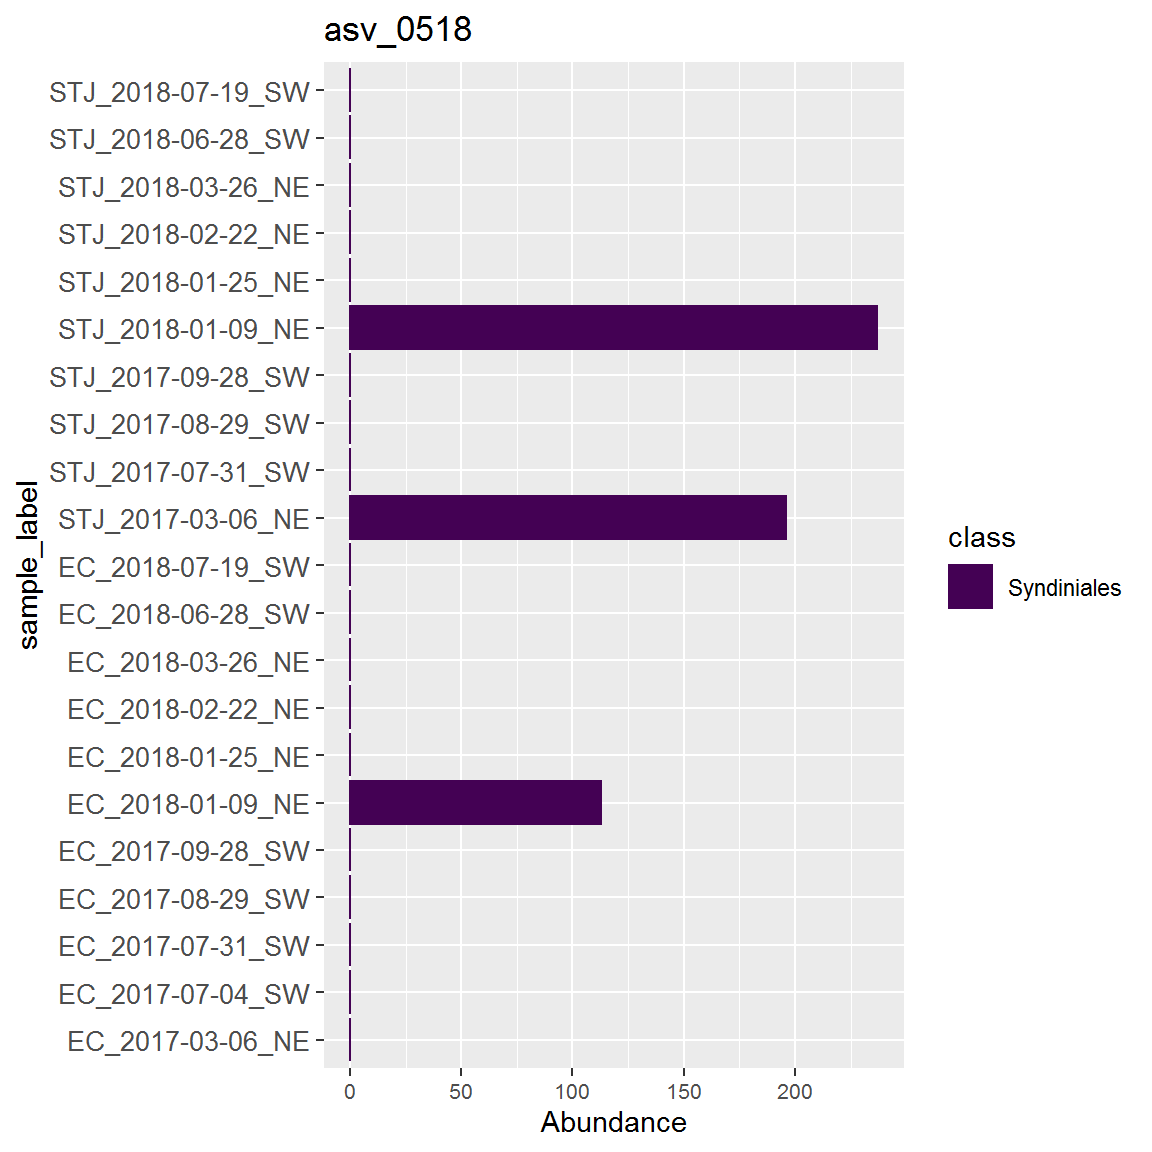 asv_0518
STJ_2018-07-19_SW
STJ_2018-06-28_SW
STJ_2018-03-26_NE
STJ_2018-02-22_NE
STJ_2018-01-25_NE
STJ_2018-01-09_NE
STJ_2017-09-28_SW
STJ_2017-08-29_SW
STJ_2017-07-31_SW
STJ_2017-03-06_NE
EC_2018-07-19_SW
EC_2018-06-28_SW
EC_2018-03-26_NE
EC_2018-02-22_NE
EC_2018-01-25_NE
EC_2018-01-09_NE
EC_2017-09-28_SW
EC_2017-08-29_SW
EC_2017-07-31_SW
EC_2017-07-04_SW
EC_2017-03-06_NE
sample_label
0 50 100 150 200
Abundance
class
Syndiniales